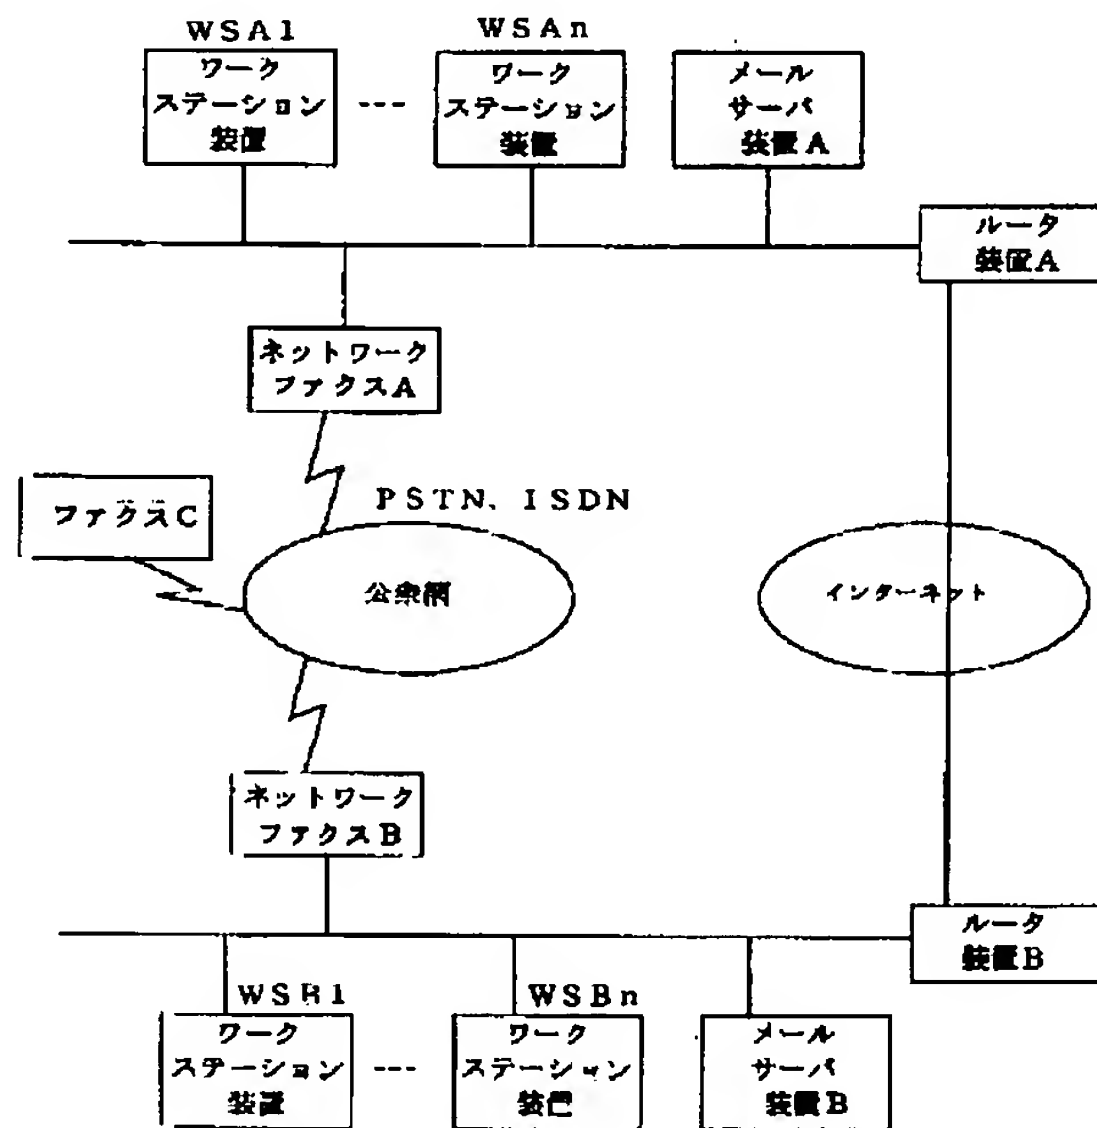 WSA1
WSAn
ワーク
ステーション
装置
ワーク
ステーション
装置
メール
サーバ
装置A
ルータ
装置A
ネットワーク
ファクスA
ファクスC
PSTN、ISDN
公衆網
インターネット
ネットワーク
ファクスB
ルータ
装置B
WSB1
WSBn
ワーク
ステーション
装置
ワーク
ステーション
装置
メール
サーバ
装置B